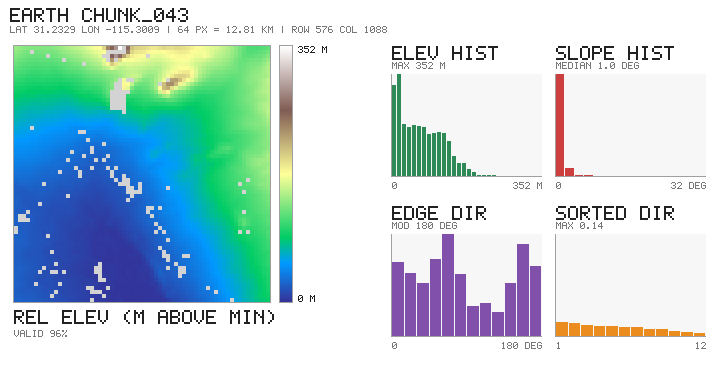 EARTH CHUNK_043
LAT 31.2329 LON -115.3009 | 64 PX = 12.81 KM | ROW 576 COL 1088
352 M
0 M
REL ELEV (M ABOVE MIN)
VALID 96%
ELEV HIST
MAX 352 M
0 352 M
SLOPE HIST
MEDIAN 1.0 DEG
0 32 DEG
EDGE DIR
MOD 180 DEG
0 180 DEG
SORTED DIR
MAX 0.14
1 12